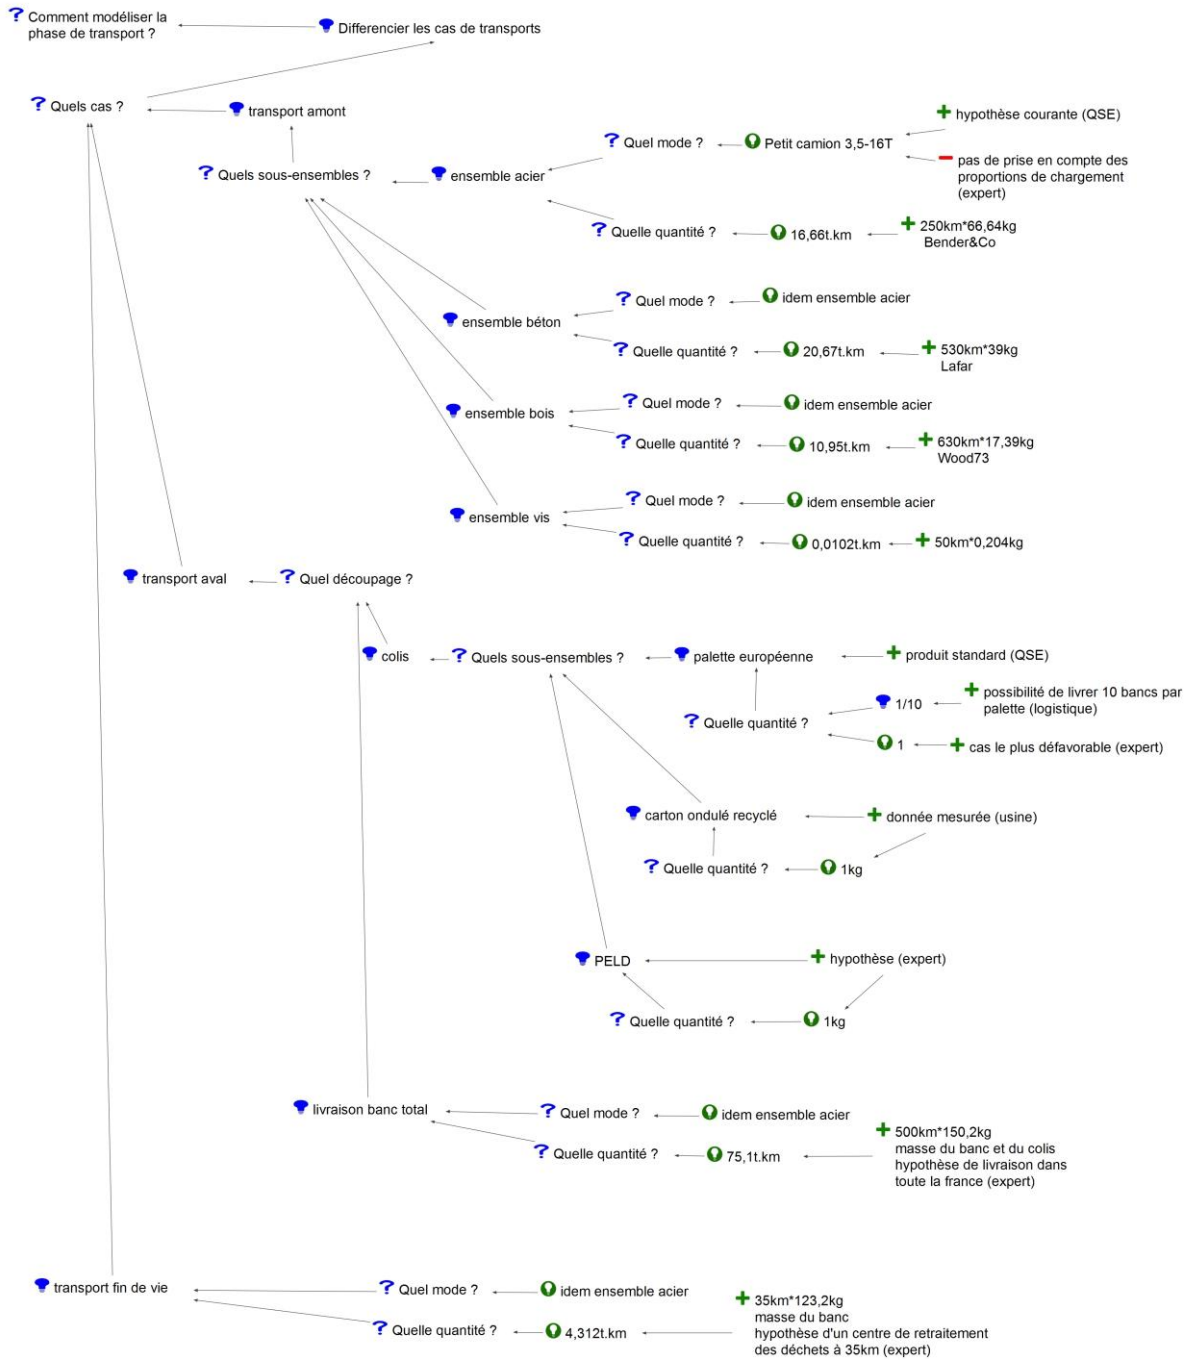 ? Comment modéliser la
phase de transport ?
Differencier les cas de transports
? Quels cas ?
transport amont
? Quels sous-ensembles ?
ensemble acier
? Quel mode ?
Petit camion 3,5-16T
+ hypothèse courante (QSE)
− pas de prise en compte des
proportions de chargement
(expert)
? Quelle quantité ?
16,66t.km
+ 250km*66,64kg
Bender&Co
ensemble béton
? Quel mode ?
idem ensemble acier
? Quelle quantité ?
20,67t.km
+ 530km*39kg
Lafar
ensemble bois
? Quel mode ?
idem ensemble acier
? Quelle quantité ?
10,95t.km
+ 630km*17,39kg
Wood73
ensemble vis
? Quel mode ?
idem ensemble acier
? Quelle quantité ?
0,0102t.km
+ 50km*0,204kg
transport aval
? Quel découpage ?
colis
? Quels sous-ensembles ?
palette européenne
+ produit standard (QSE)
? Quelle quantité ?
1/10
+ possibilité de livrer 10 bancs par
palette (logistique)
1
+ cas le plus défavorable (expert)
carton ondulé recyclé
+ donnée mesurée (usine)
? Quelle quantité ?
1kg
PELD
+ hypothèse (expert)
? Quelle quantité ?
1kg
livraison banc total
? Quel mode ?
idem ensemble acier
? Quelle quantité ?
75,1t.km
+ 500km*150,2kg
masse du banc et du colis
hypothèse de livraison dans
toute la france (expert)
transport fin de vie
? Quel mode ?
idem ensemble acier
? Quelle quantité ?
4,312t.km
+ 35km*123,2kg
masse du banc
hypothèse d'un centre de retraitement
des déchets à 35km (expert)